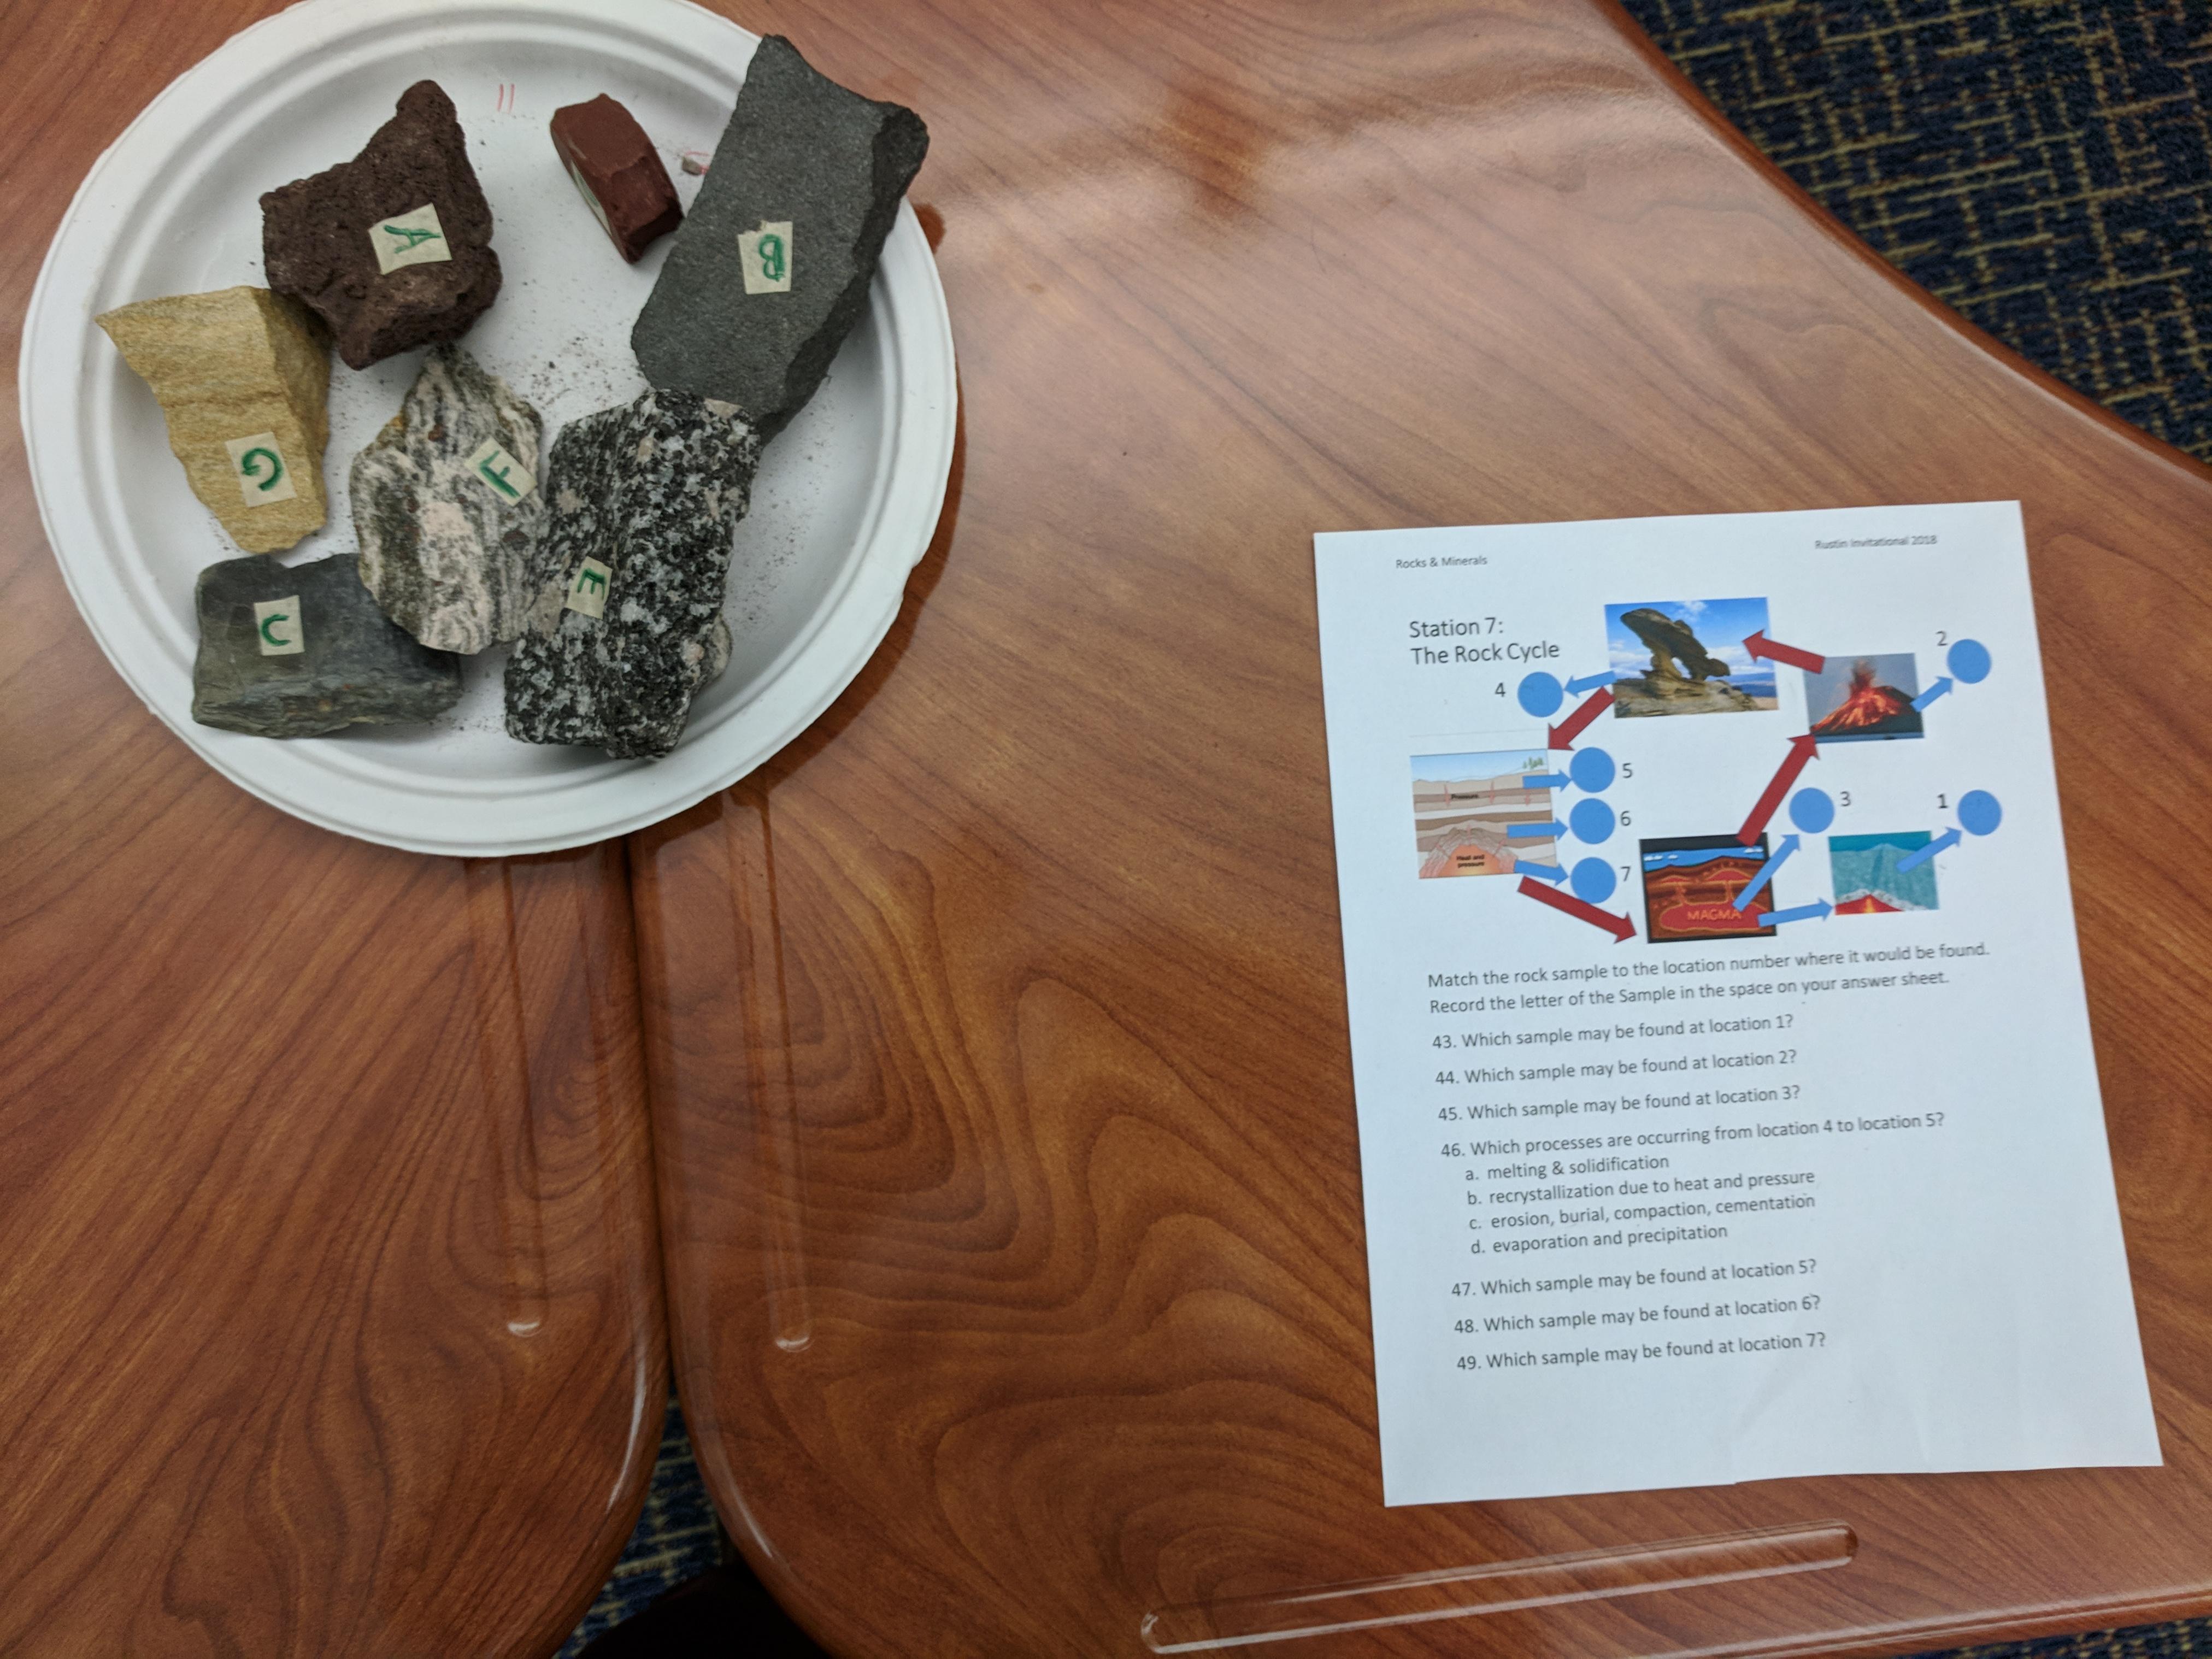 A
B
G
F
E
C
Rocks & Minerals
Rustin Invitational 2018
Station 7:
The Rock Cycle
4
2
5
6
7
3
1
Pressure
Heat and
pressure
MAGMA
Match the rock sample to the location number where it would be found.
Record the letter of the Sample in the space on your answer sheet.
43. Which sample may be found at location 1?
44. Which sample may be found at location 2?
45. Which sample may be found at location 3?
46. Which processes are occurring from location 4 to location 5?
a. melting & solidification
b. recrystallization due to heat and pressure
c. erosion, burial, compaction, cementation
d. evaporation and precipitation
47. Which sample may be found at location 5?
48. Which sample may be found at location 6?
49. Which sample may be found at location 7?